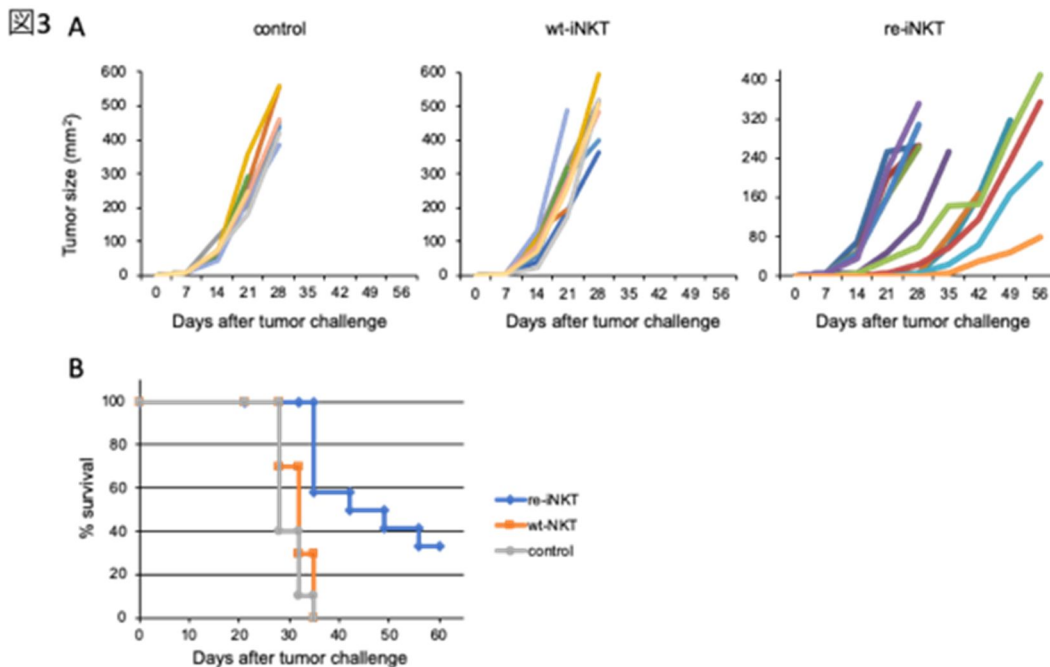 図3 A
control
wt-iNKT
re-iNKT
Tumor size (mm²)
600
500
400
300
200
100
0
0 7 14 21 28 35 42 49 56
Days after tumor challenge
600
500
400
300
200
100
0
0 7 14 21 28 35 42 49 56
Days after tumor challenge
400
320
240
160
80
0
0 7 14 21 28 35 42 49 56
Days after tumor challenge
B
% survival
100
80
60
40
20
0
0 10 20 30 40 50 60
Days after tumor challenge
re-iNKT
wt-NKT
control